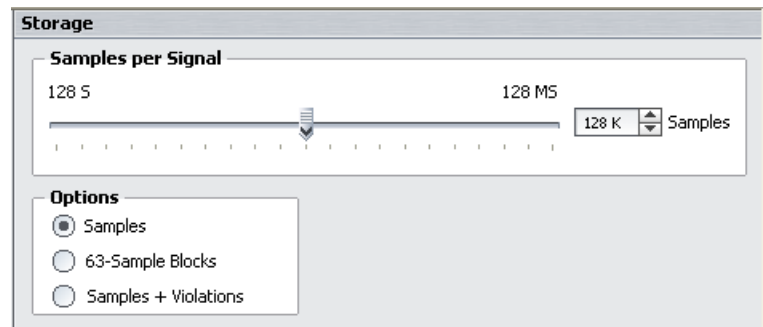 Storage
Samples per Signal
128 S 128 MS
128 K Samples
Options
Samples
63-Sample Blocks
Samples + Violations